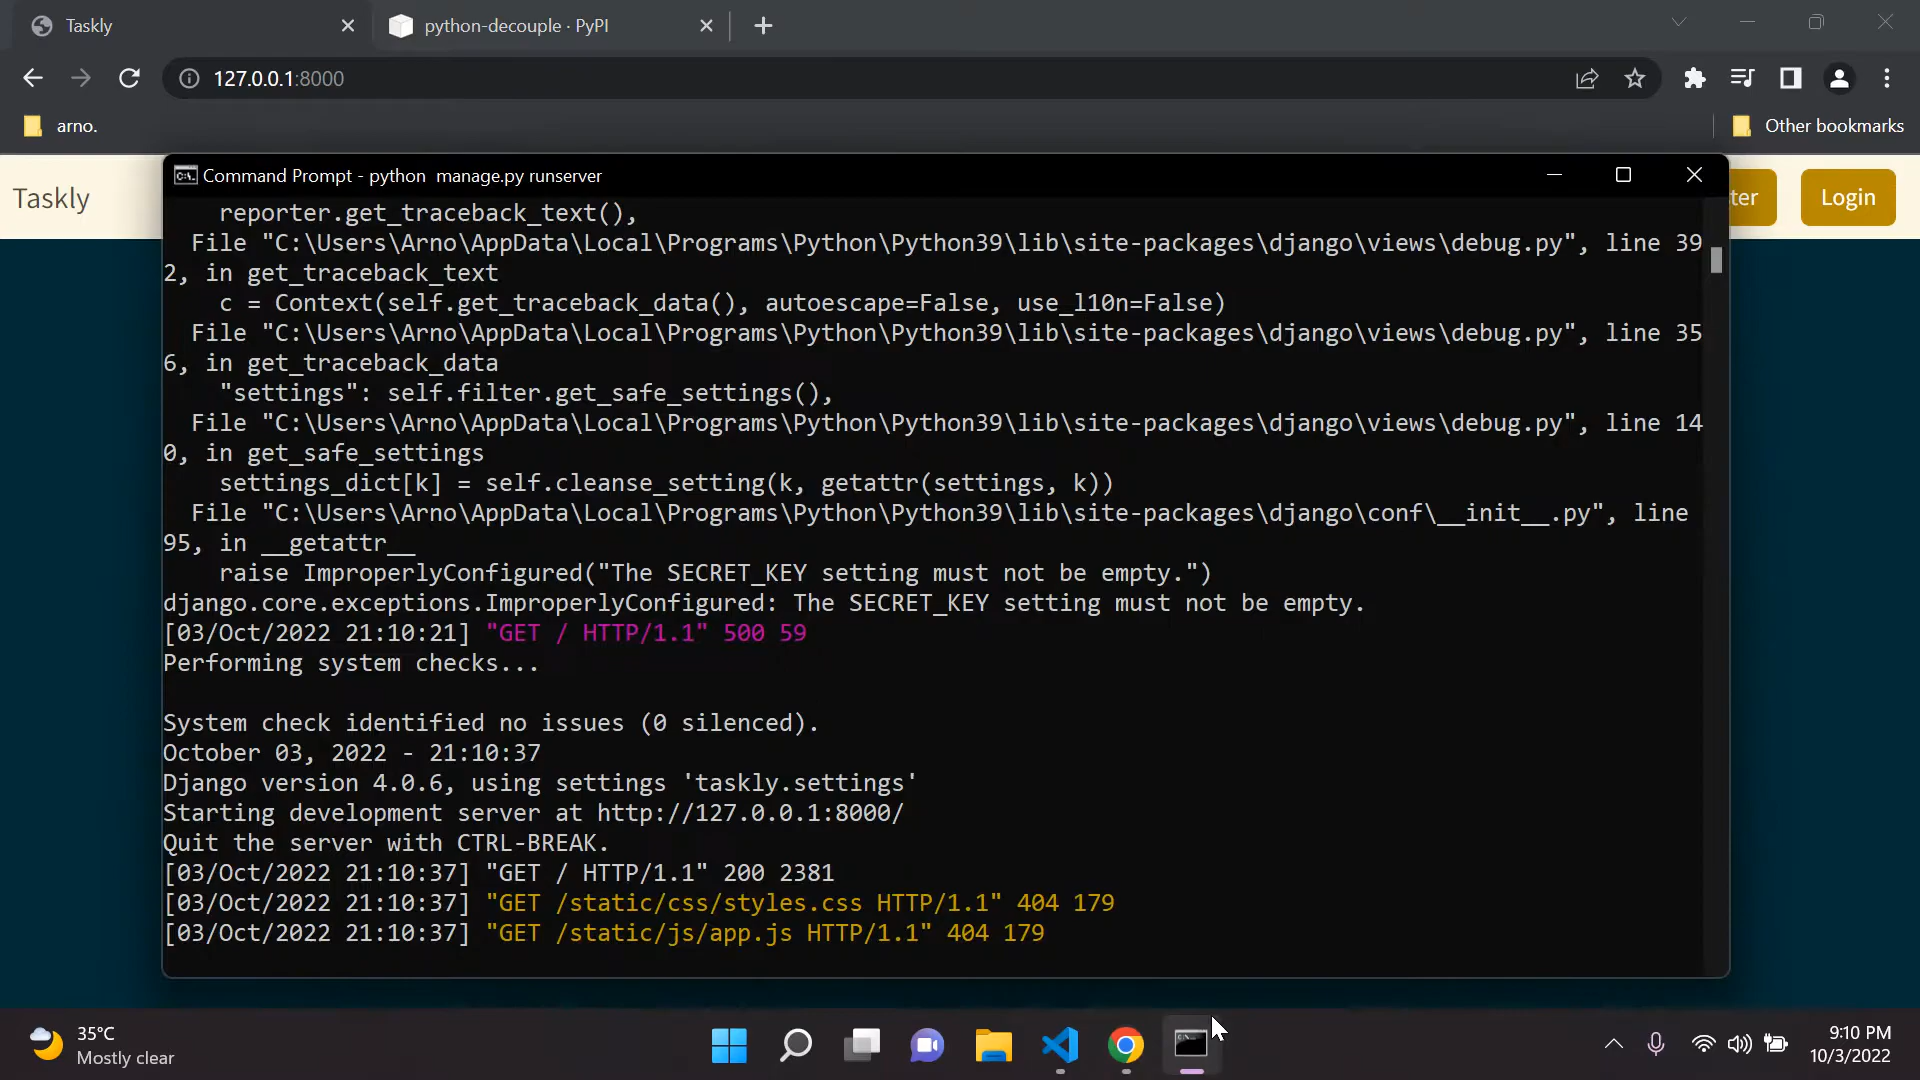 Taskly
python-decouple · PyPI
127.0.0.1:8000
arno.
Other bookmarks
Taskly
Command Prompt - python  manage.py runserver
ter
Login
    reporter.get_traceback_text(),
  File "C:\Users\Arno\AppData\Local\Programs\Python\Python39\lib\site-packages\django\views\debug.py", line 39
2, in get_traceback_text
    c = Context(self.get_traceback_data(), autoescape=False, use_l10n=False)
  File "C:\Users\Arno\AppData\Local\Programs\Python\Python39\lib\site-packages\django\views\debug.py", line 35
6, in get_traceback_data
    "settings": self.filter.get_safe_settings(),
  File "C:\Users\Arno\AppData\Local\Programs\Python\Python39\lib\site-packages\django\views\debug.py", line 14
0, in get_safe_settings
    settings_dict[k] = self.cleanse_setting(k, getattr(settings, k))
  File "C:\Users\Arno\AppData\Local\Programs\Python\Python39\lib\site-packages\django\conf\__init__.py", line
95, in __getattr__
    raise ImproperlyConfigured("The SECRET_KEY setting must not be empty.")
django.core.exceptions.ImproperlyConfigured: The SECRET_KEY setting must not be empty.
[03/Oct/2022 21:10:21] "GET / HTTP/1.1" 500 59
Performing system checks...
System check identified no issues (0 silenced).
October 03, 2022 - 21:10:37
Django version 4.0.6, using settings 'taskly.settings'
Starting development server at http://127.0.0.1:8000/
Quit the server with CTRL-BREAK.
[03/Oct/2022 21:10:37] "GET / HTTP/1.1" 200 2381
[03/Oct/2022 21:10:37] "GET /static/css/styles.css HTTP/1.1" 404 179
[03/Oct/2022 21:10:37] "GET /static/js/app.js HTTP/1.1" 404 179
35°C
Mostly clear
9:10 PM
10/3/2022